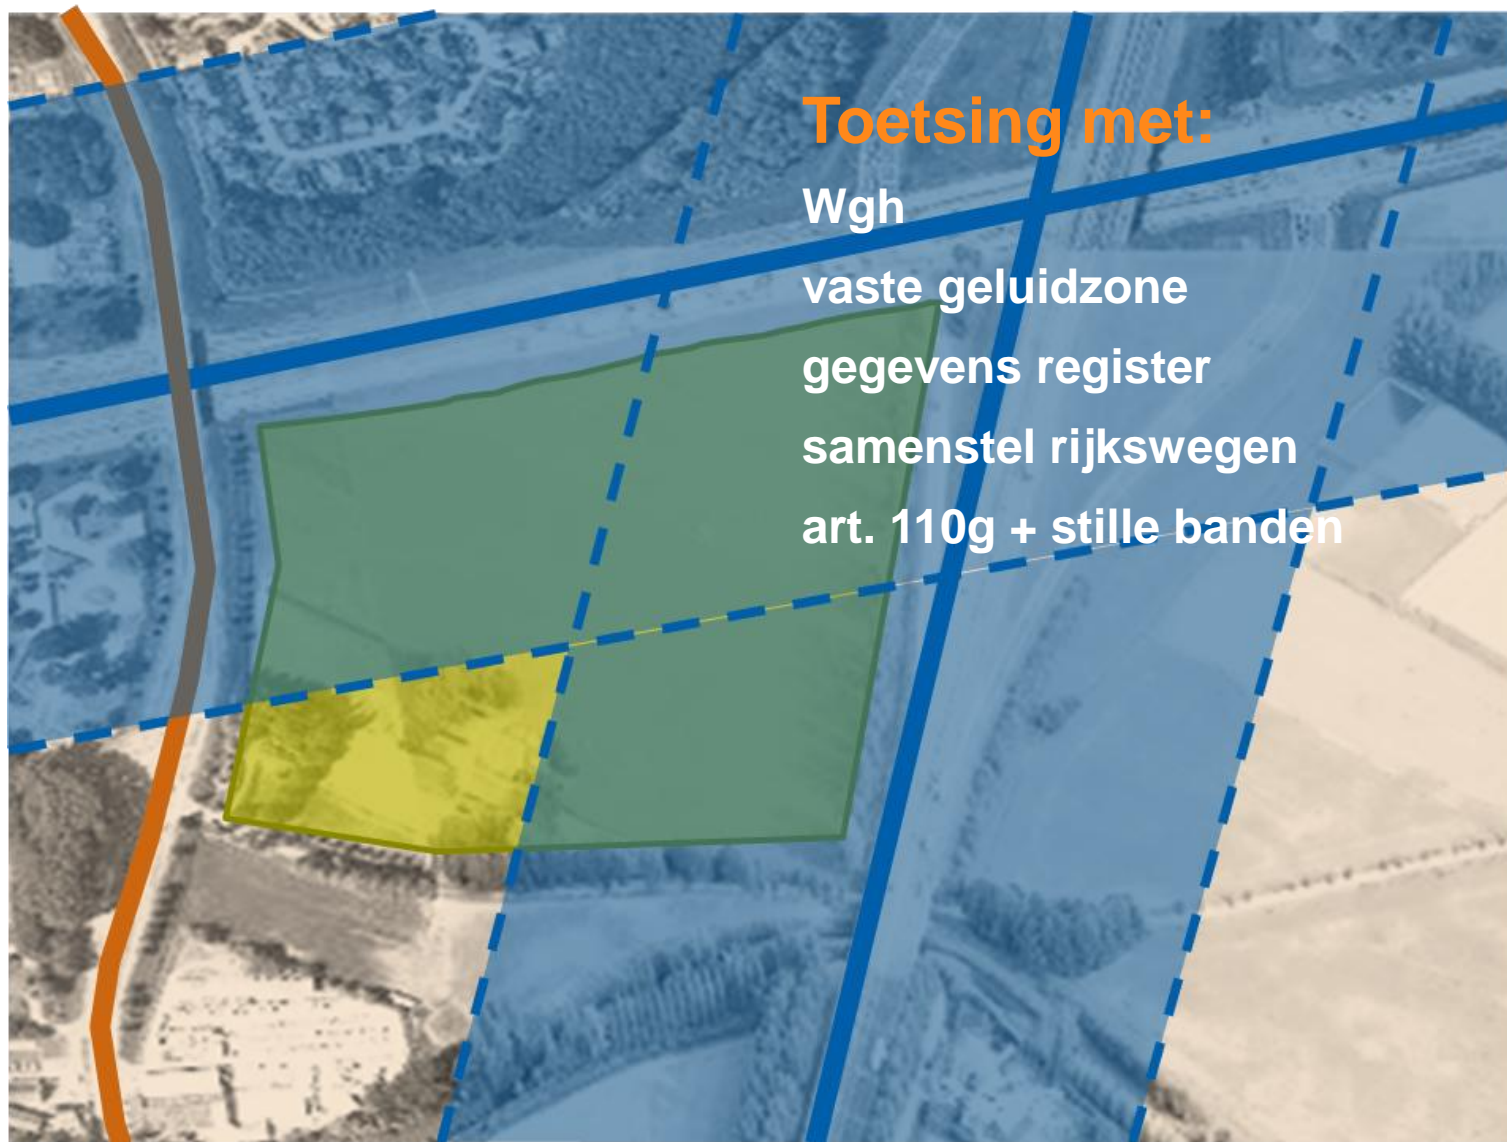 Toetsing met:
Wgh
vaste geluidzone
gegevens register
samenstel rijkswegen
art. 110g + stille banden